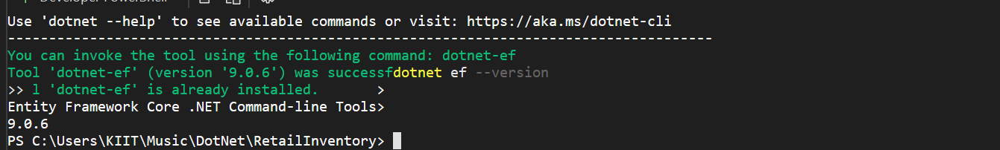 Developer PowerShell
Use 'dotnet --help' to see available commands or visit: https://aka.ms/dotnet-cli
--------------------------------------------------------------------------------------
You can invoke the tool using the following command: dotnet-ef
Tool 'dotnet-ef' (version '9.0.6') was successfdotnet ef --version
>> l 'dotnet-ef' is already installed.       >
Entity Framework Core .NET Command-line Tools>
9.0.6
PS C:\Users\KIIT\Music\DotNet\RetailInventory>